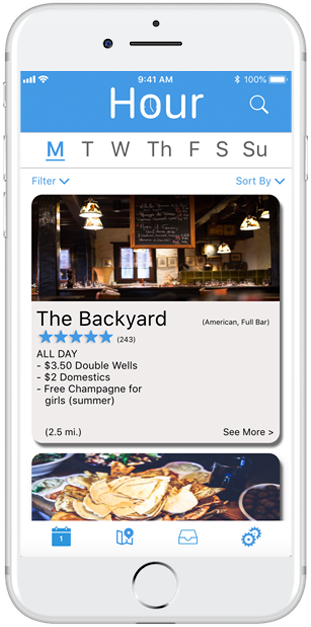 9:41 AM 100%
Hour
M T W Th F S Su
Filter Sort By
The Backyard (American, Full Bar)
(243)
ALL DAY
- $3.50 Double Wells
- $2 Domestics
- Free Champagne for
girls (summer)
(2.5 mi.) See More >
1